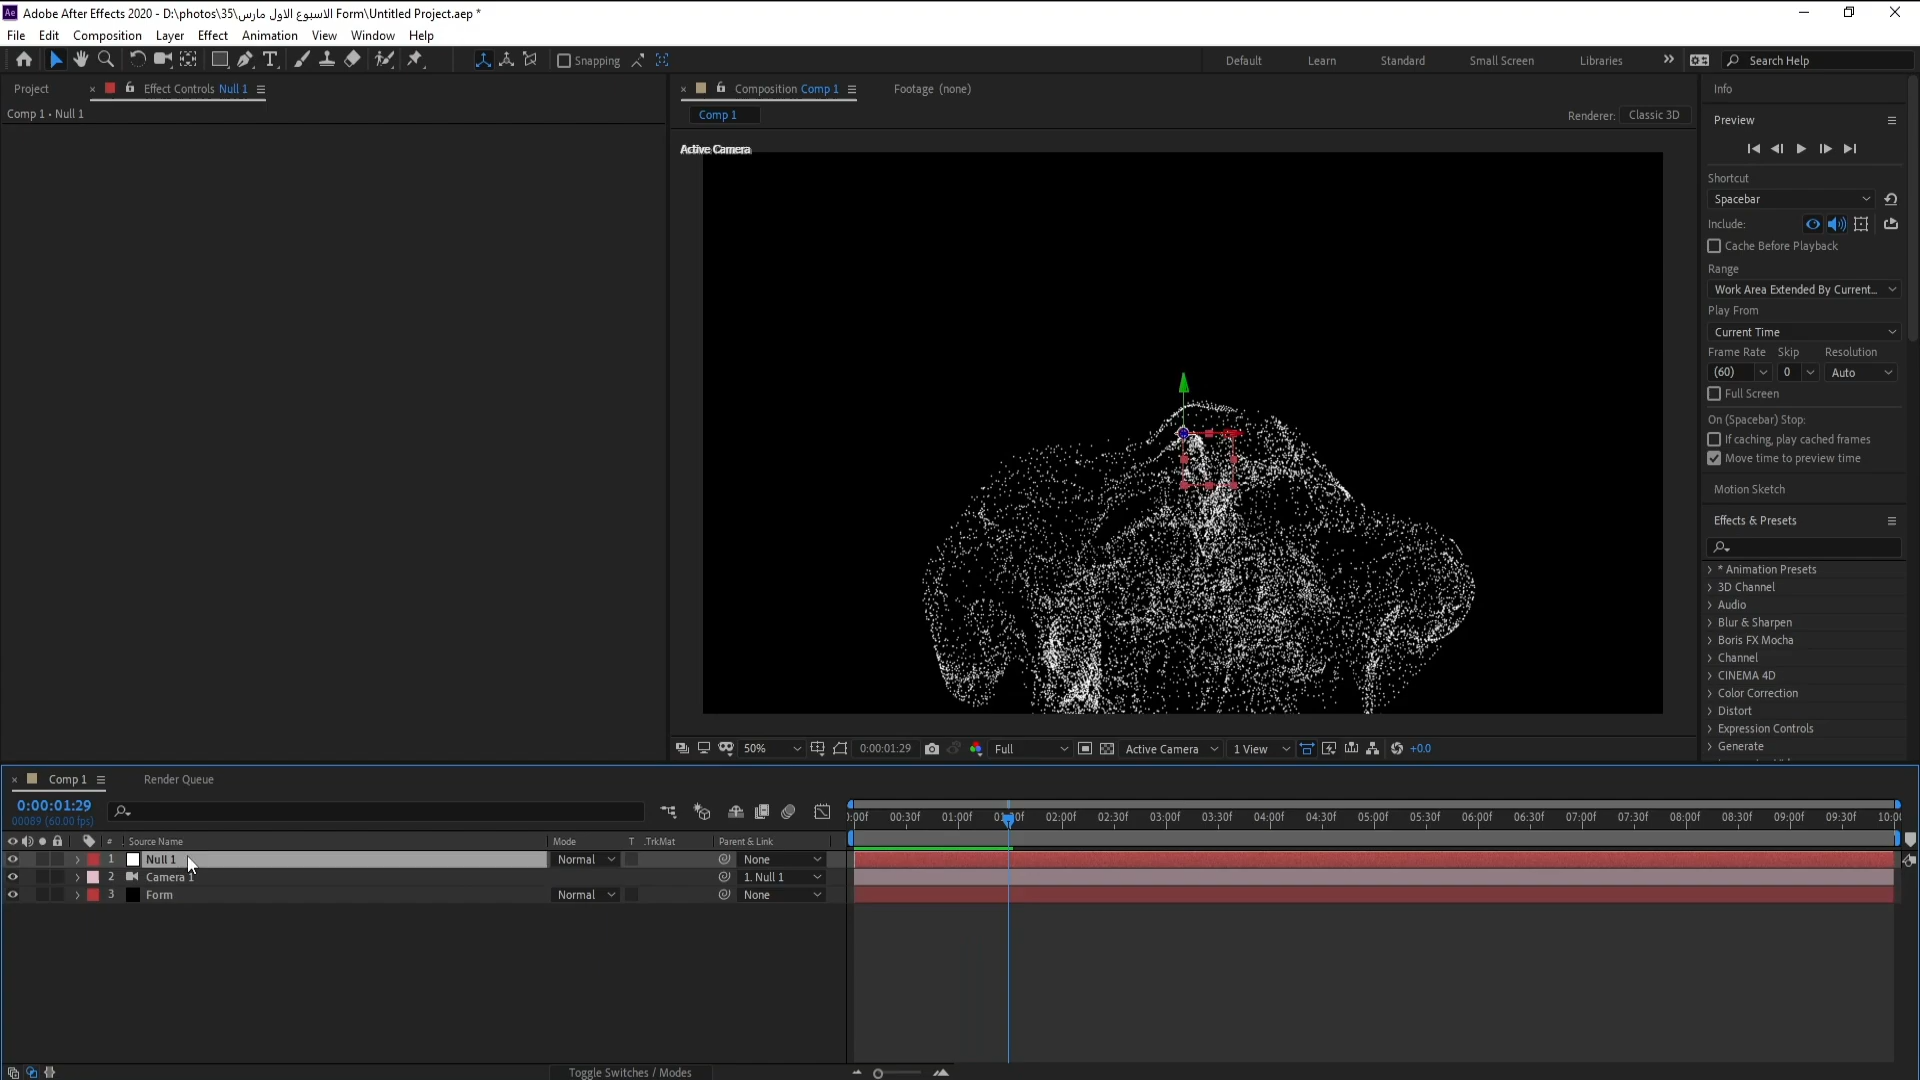 Adobe After Effects 2020 - D:\photos\35\الاسبوع الاول مارس Form\Untitled Project.aep *
File Edit Composition Layer Effect Animation View Window Help
Snapping Default Learn Standard Small Screen Libraries Search Help
Project Effect Controls Null 1 Composition Comp 1 Footage (none) Info
Comp 1 • Null 1 Comp 1 Renderer: Classic 3D
Preview
Active Camera
Shortcut
Spacebar
Include:
Cache Before Playback
Range
Work Area Extended By Current...
Play From
Current Time
Frame Rate Skip Resolution
(60) 0 Auto
Full Screen
On (Spacebar) Stop:
If caching, play cached frames
Move time to preview time
Motion Sketch
Effects & Presets
* Animation Presets
3D Channel
Audio
Blur & Sharpen
Boris FX Mocha
Channel
CINEMA 4D
Color Correction
Distort
Expression Controls
Generate
50% 0:00:01:29 Full Active Camera 1 View +0.0
Comp 1 Render Queue
0:00:01:29
00089 (60.00 fps)
00:30f 01:00f 02:00f 02:30f 03:00f 03:30f 04:00f 04:30f 05:00f 05:30f 06:00f 06:30f 07:00f 07:30f 08:00f 08:30f 09:00f 09:30f
# Source Name Mode T .TrkMat Parent & Link
1 Null 1 Normal None
2 Camera 1 1. Null 1
3 Form Normal None
Toggle Switches / Modes